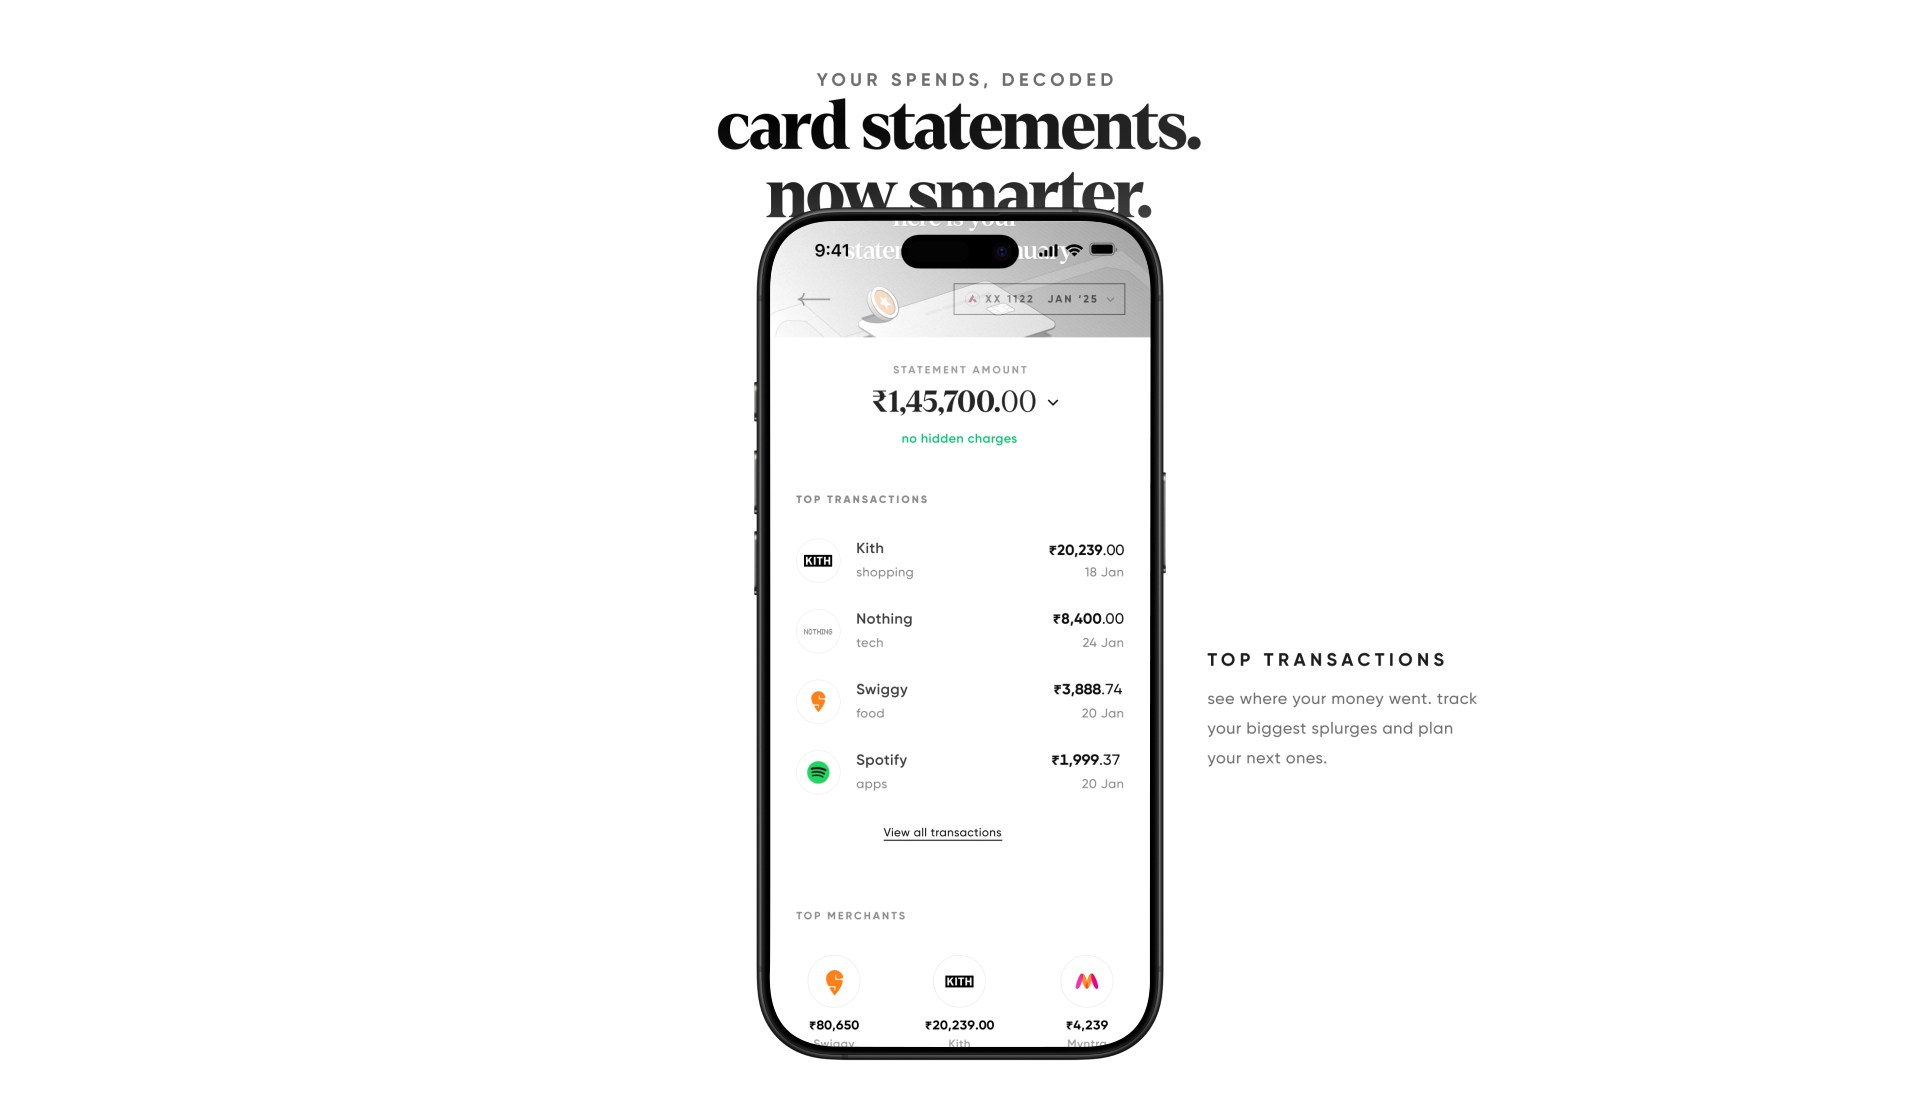 YOUR SPENDS, DECODED
card statements.
now smarter.
here is your
9:41
XX 1122 JAN '25
STATEMENT AMOUNT
₹1,45,700.00
no hidden charges
TOP TRANSACTIONS
KITH
Kith
₹20,239.00
shopping
18 Jan
NOTHING
Nothing
₹8,400.00
tech
24 Jan
Swiggy
₹3,888.74
food
20 Jan
Spotify
₹1,999.37
apps
20 Jan
View all transactions
TOP MERCHANTS
KITH
₹80,650
₹20,239.00
₹4,239
Swiggy
Kith
Myntra
TOP TRANSACTIONS
see where your money went. track
your biggest splurges and plan
your next ones.